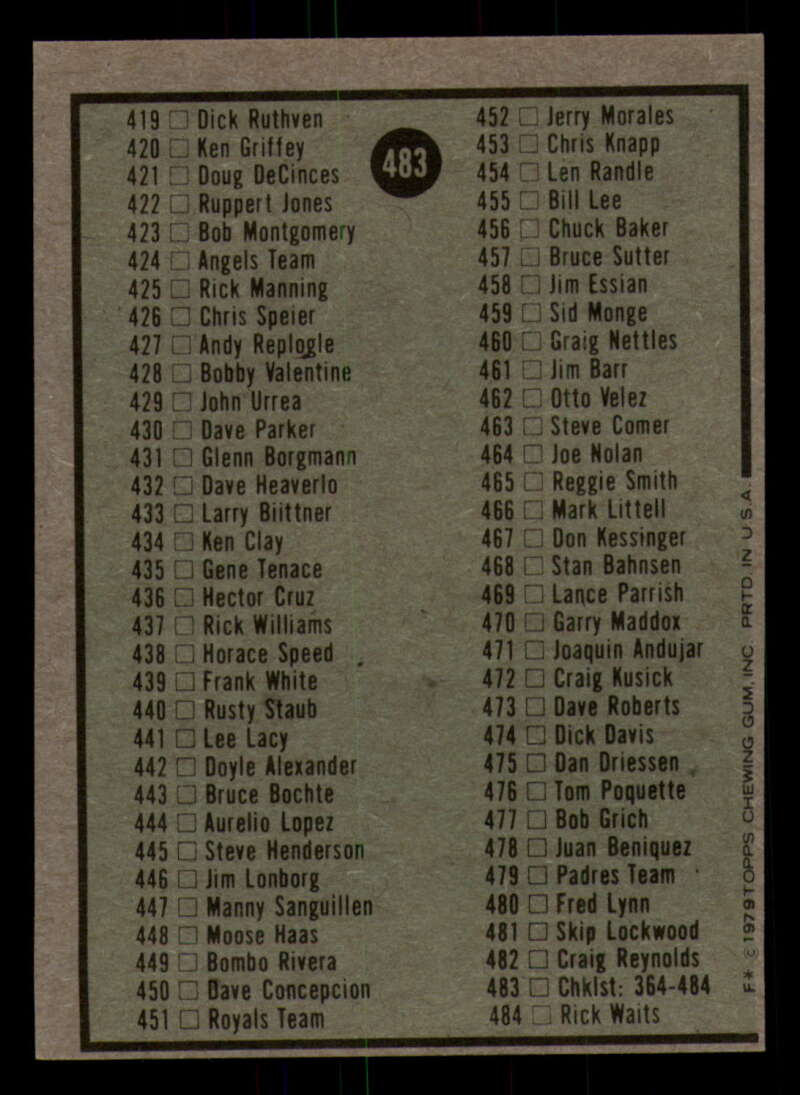 419 Dick Ruthven
420 Ken Griffey
421 Doug DeCinces
422 Ruppert Jones
423 Bob Montgomery
424 Angels Team
425 Rick Manning
426 Chris Speier
427 Andy Replogle
428 Bobby Valentine
429 John Urrea
430 Dave Parker
431 Glenn Borgmann
432 Dave Heaverlo
433 Larry Biittner
434 Ken Clay
435 Gene Tenace
436 Hector Cruz
437 Rick Williams
438 Horace Speed
439 Frank White
440 Rusty Staub
441 Lee Lacy
442 Doyle Alexander
443 Bruce Bochte
444 Aurelio Lopez
445 Steve Henderson
446 Jim Lonborg
447 Manny Sanguillen
448 Moose Haas
449 Bombo Rivera
450 Dave Concepcion
451 Royals Team
483
452 Jerry Morales
453 Chris Knapp
454 Len Randle
455 Bill Lee
456 Chuck Baker
457 Bruce Sutter
458 Jim Essian
459 Sid Monge
460 Graig Nettles
461 Jim Barr
462 Otto Velez
463 Steve Comer
464 Joe Nolan
465 Reggie Smith
466 Mark Littell
467 Don Kessinger
468 Stan Bahnsen
469 Lance Parrish
470 Garry Maddox
471 Joaquin Andujar
472 Craig Kusick
473 Dave Roberts
474 Dick Davis
475 Dan Driessen
476 Tom Poquette
477 Bob Grich
478 Juan Beniquez
479 Padres Team
480 Fred Lynn
481 Skip Lockwood
482 Craig Reynolds
483 Chklst: 364-484
484 Rick Waits
F* © 1979 TOPPS CHEWING GUM, INC. PRTD IN U.S.A.